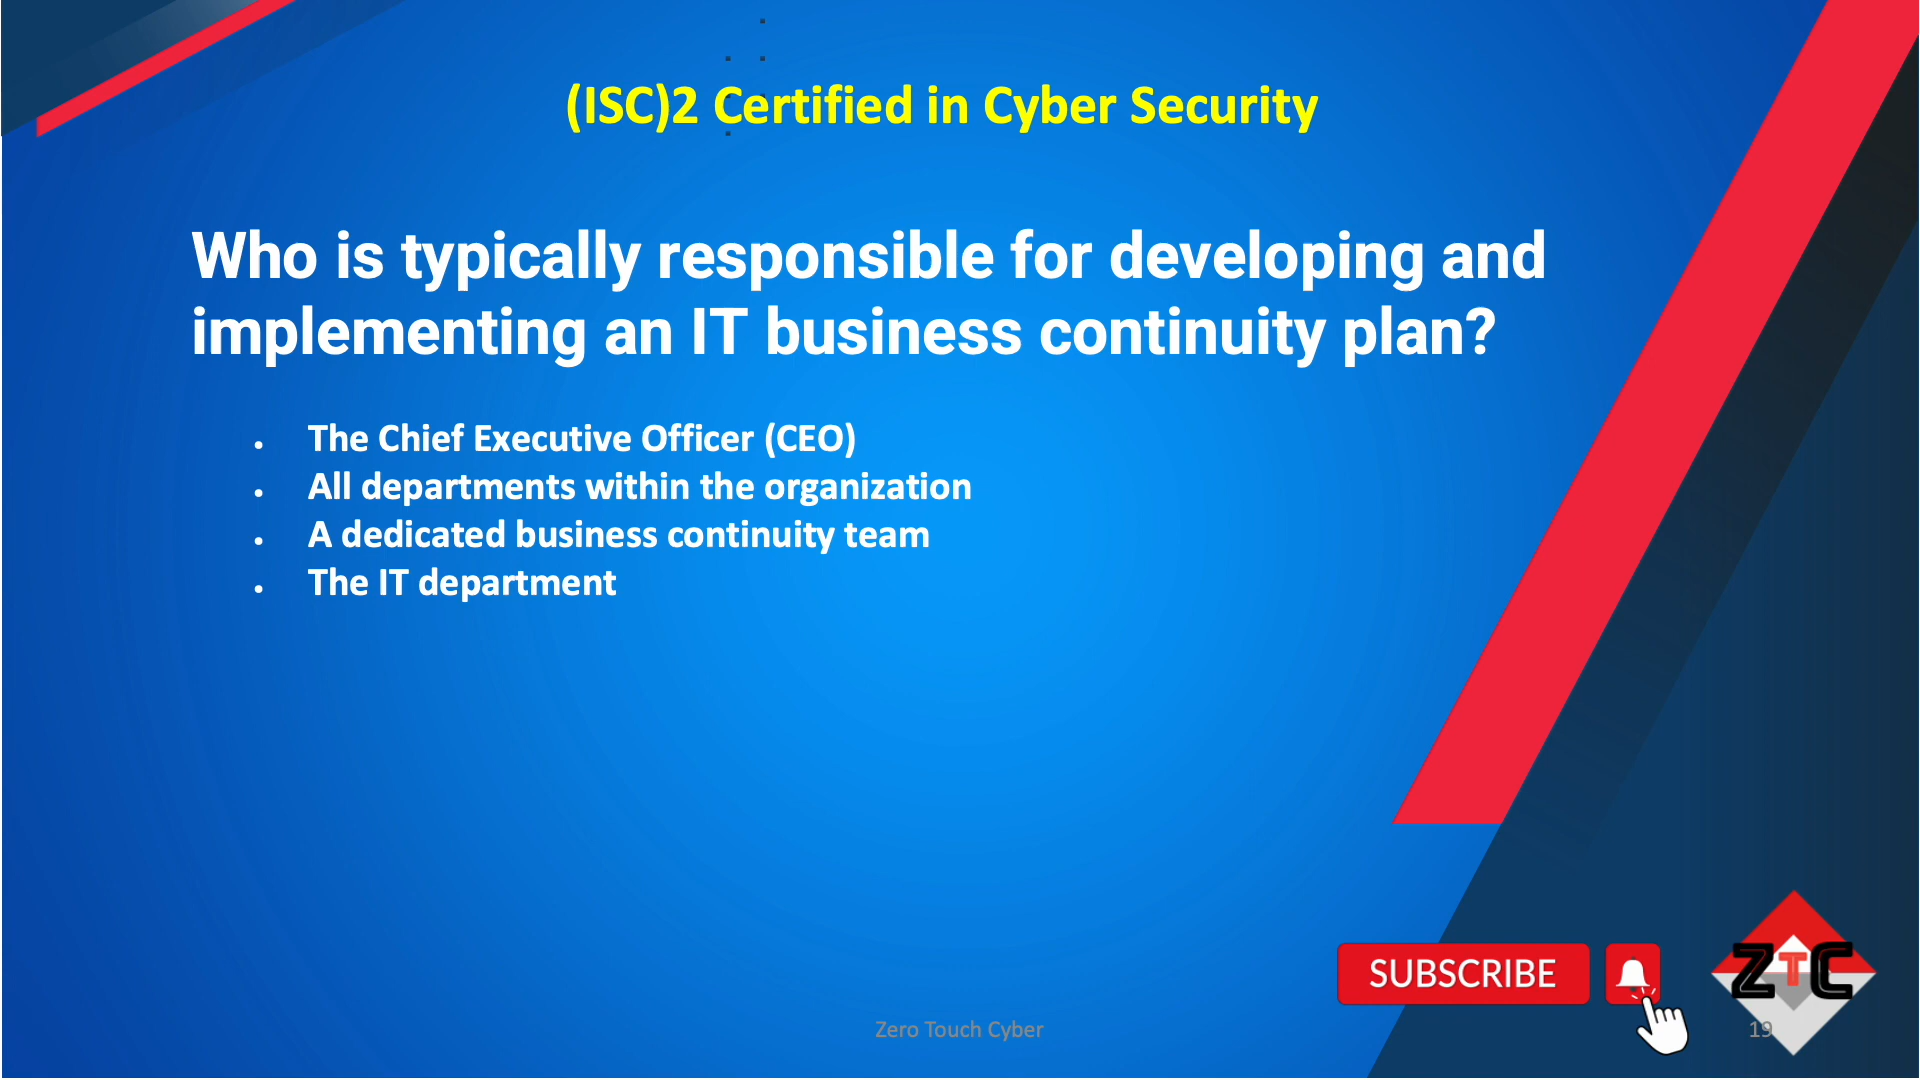 (ISC)2 Certified in Cyber Security
Who is typically responsible for developing and
implementing an IT business continuity plan?
• The Chief Executive Officer (CEO)
• All departments within the organization
• A dedicated business continuity team
• The IT department
SUBSCRIBE
ZTC
Zero Touch Cyber
19